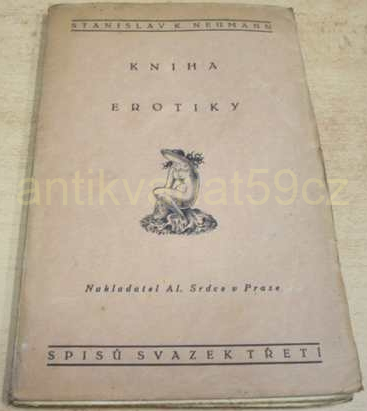 STANISLAV K. NEUMANN
KNIHA
EROTIKY
antikvariat59cz
Nakladatel Al. Srdce v Praze
SPISŮ SVAZEK TŘETÍ